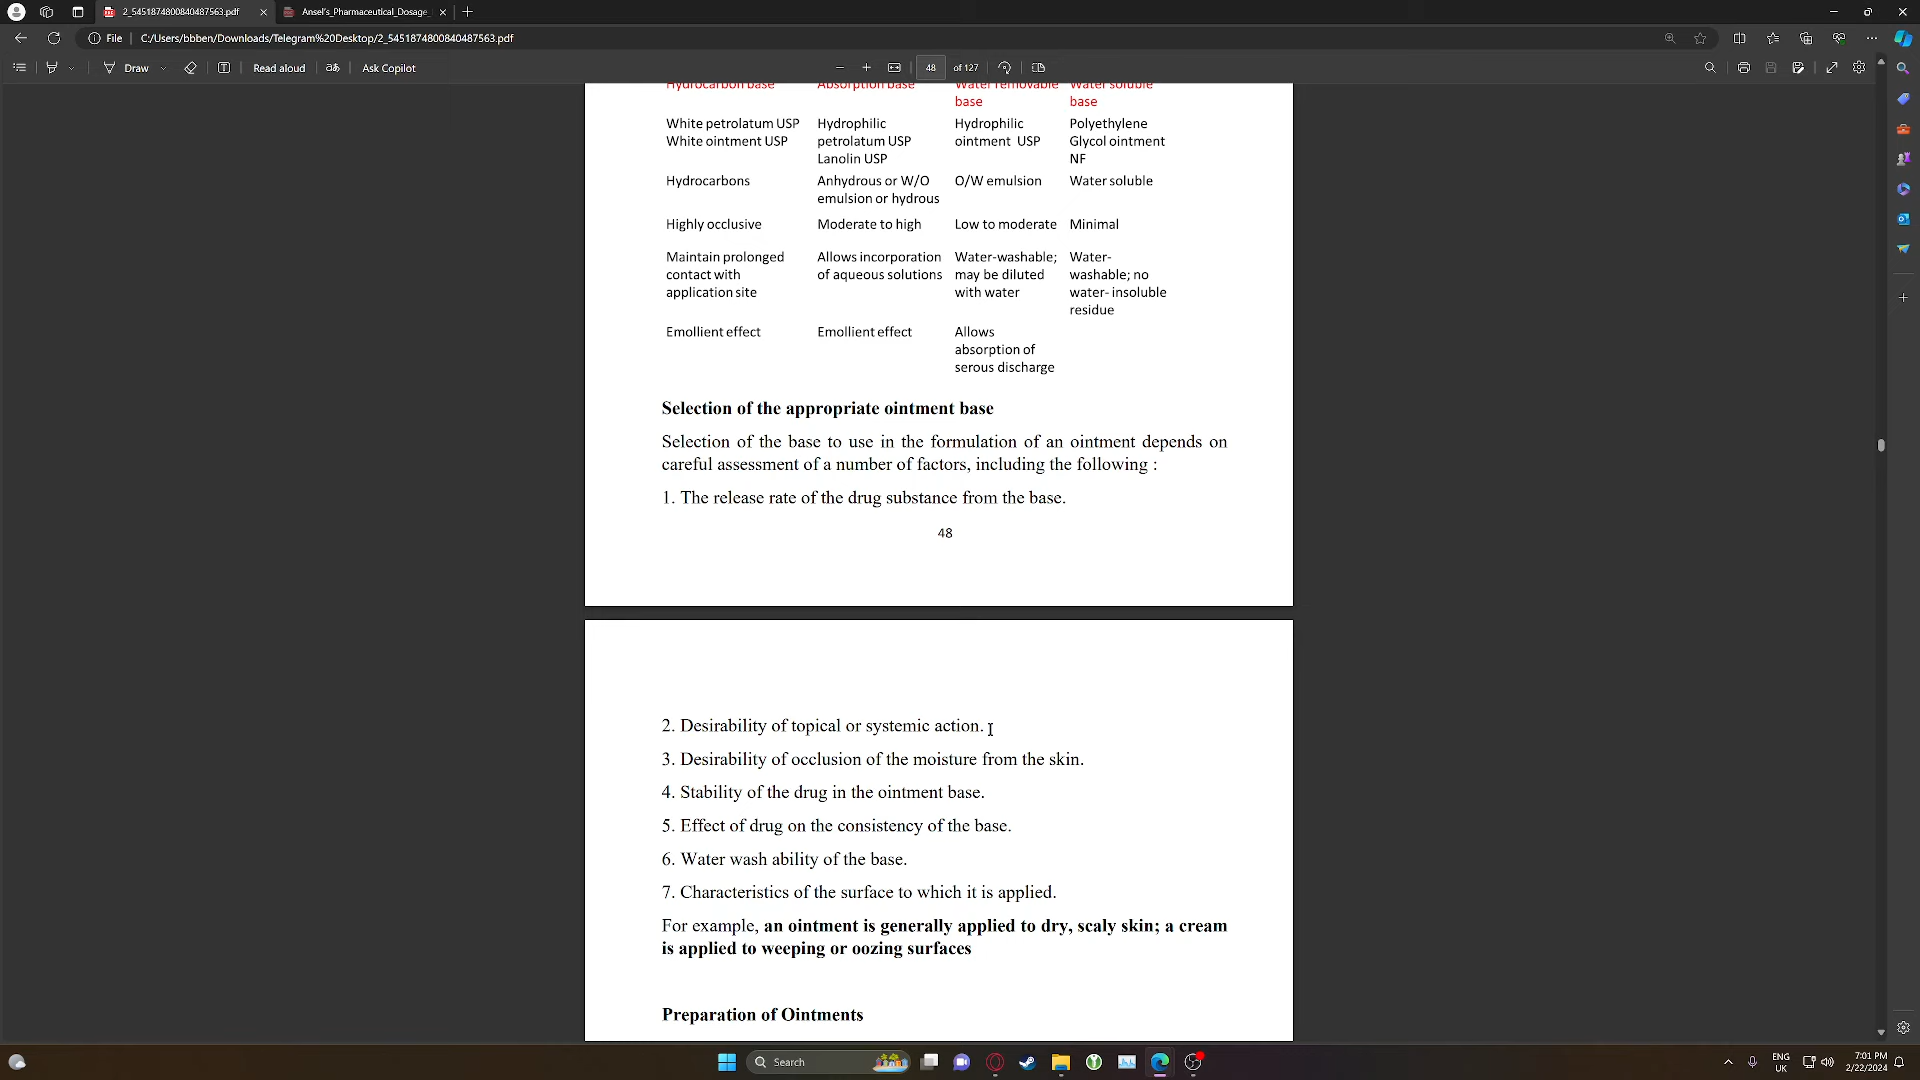 2_5451874800840487563.pdf
Ansel's_Pharmaceutical_Dosage_
File
C:/Users/bbben/Downloads/Telegram%20Desktop/2_5451874800840487563.pdf
Draw
Read aloud
Ask Copilot
48
of 127
Hydrocarbon base Absorption base Water removable Water soluble
base base
White petrolatum USP Hydrophilic Hydrophilic Polyethylene
White ointment USP petrolatum USP ointment USP Glycol ointment
Lanolin USP NF
Hydrocarbons Anhydrous or W/O O/W emulsion Water soluble
emulsion or hydrous
Highly occlusive Moderate to high Low to moderate Minimal
Maintain prolonged Allows incorporation Water-washable; Water-
contact with of aqueous solutions may be diluted washable; no
application site with water water- insoluble
residue
Emollient effect Emollient effect Allows
absorption of
serous discharge
Selection of the appropriate ointment base
Selection of the base to use in the formulation of an ointment depends on
careful assessment of a number of factors, including the following :
1. The release rate of the drug substance from the base.
48
2. Desirability of topical or systemic action.
3. Desirability of occlusion of the moisture from the skin.
4. Stability of the drug in the ointment base.
5. Effect of drug on the consistency of the base.
6. Water wash ability of the base.
7. Characteristics of the surface to which it is applied.
For example, an ointment is generally applied to dry, scaly skin; a cream
is applied to weeping or oozing surfaces
Preparation of Ointments
Search
ENG
UK
7:01 PM
2/22/2024